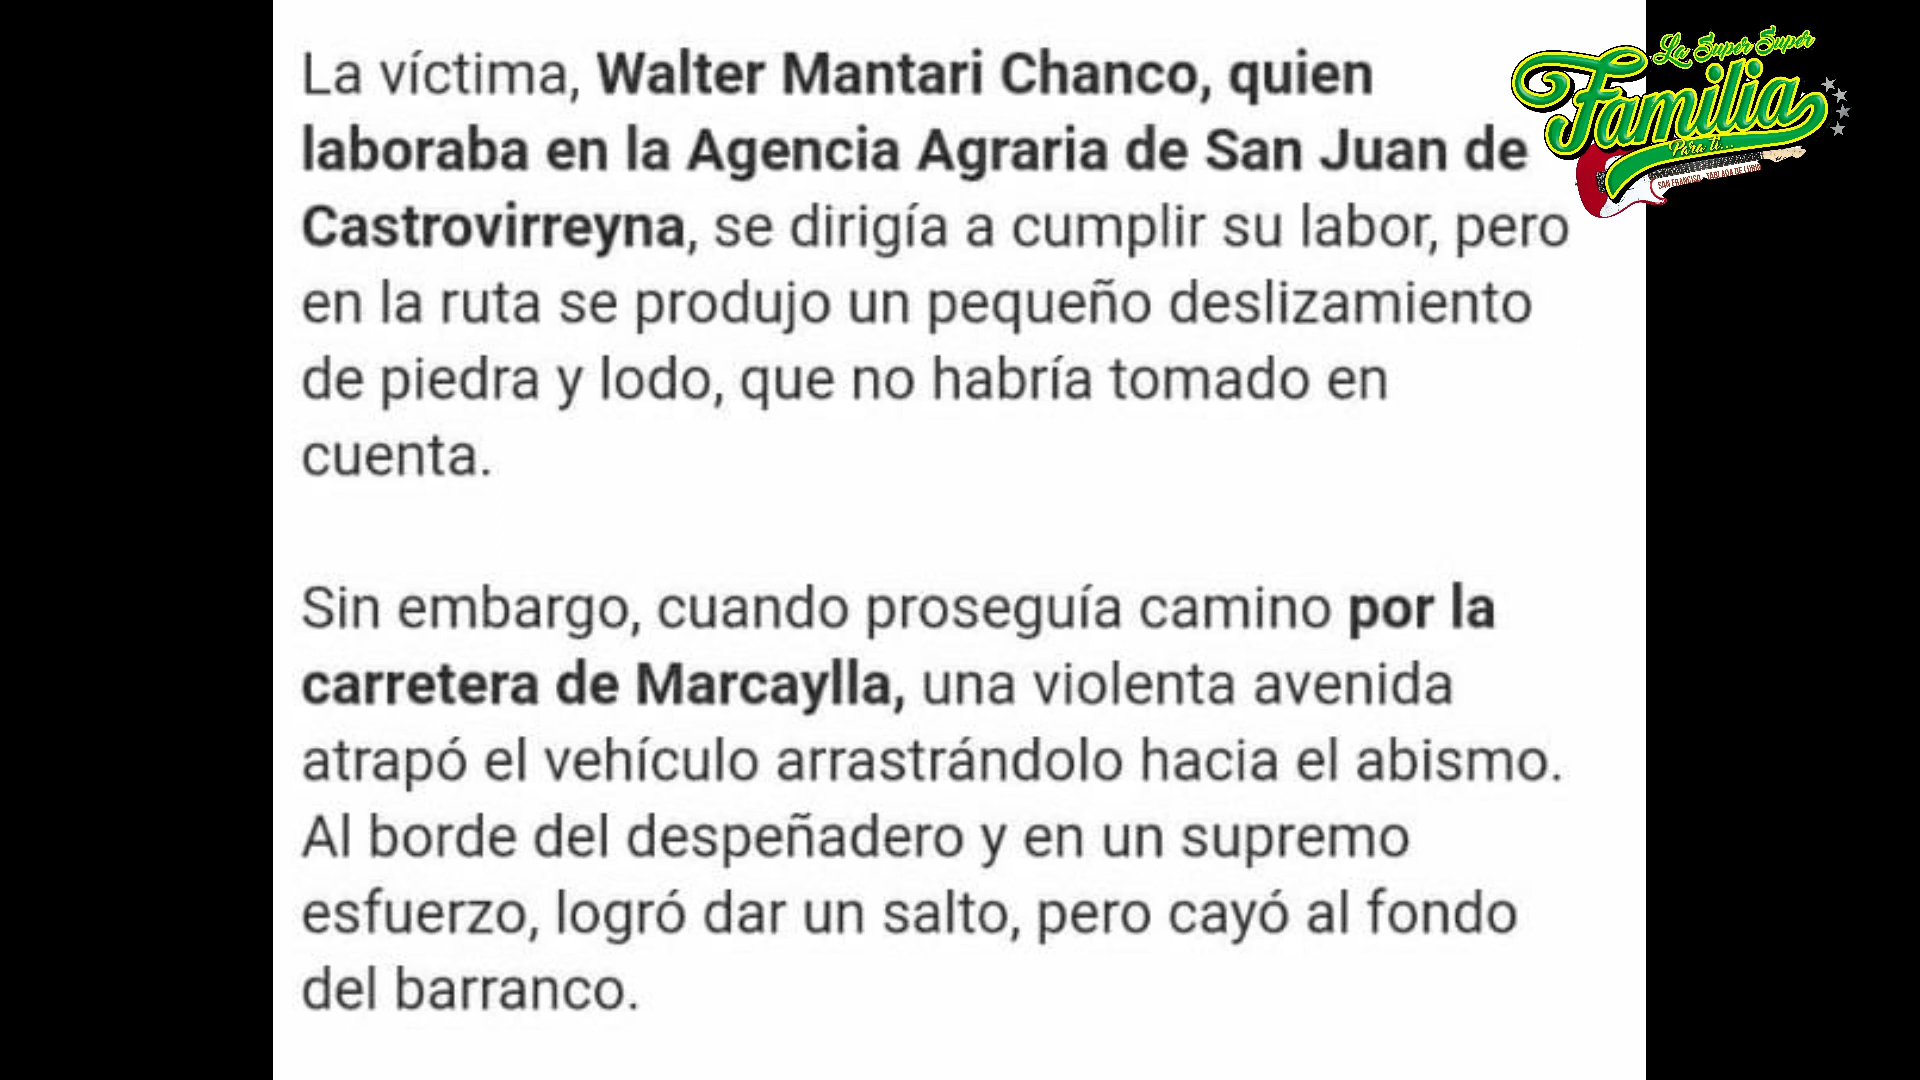 La víctima, Walter Mantari Chanco, quien
laboraba en la Agencia Agraria de San Juan de
Castrovirreyna, se dirigía a cumplir su labor, pero
en la ruta se produjo un pequeño deslizamiento
de piedra y lodo, que no habría tomado en
cuenta.
Sin embargo, cuando proseguía camino por la
carretera de Marcaylla, una violenta avenida
atrapó el vehículo arrastrándolo hacia el abismo.
Al borde del despeñadero y en un supremo
esfuerzo, logró dar un salto, pero cayó al fondo
del barranco.
La Super Super
Familia
Para ti...